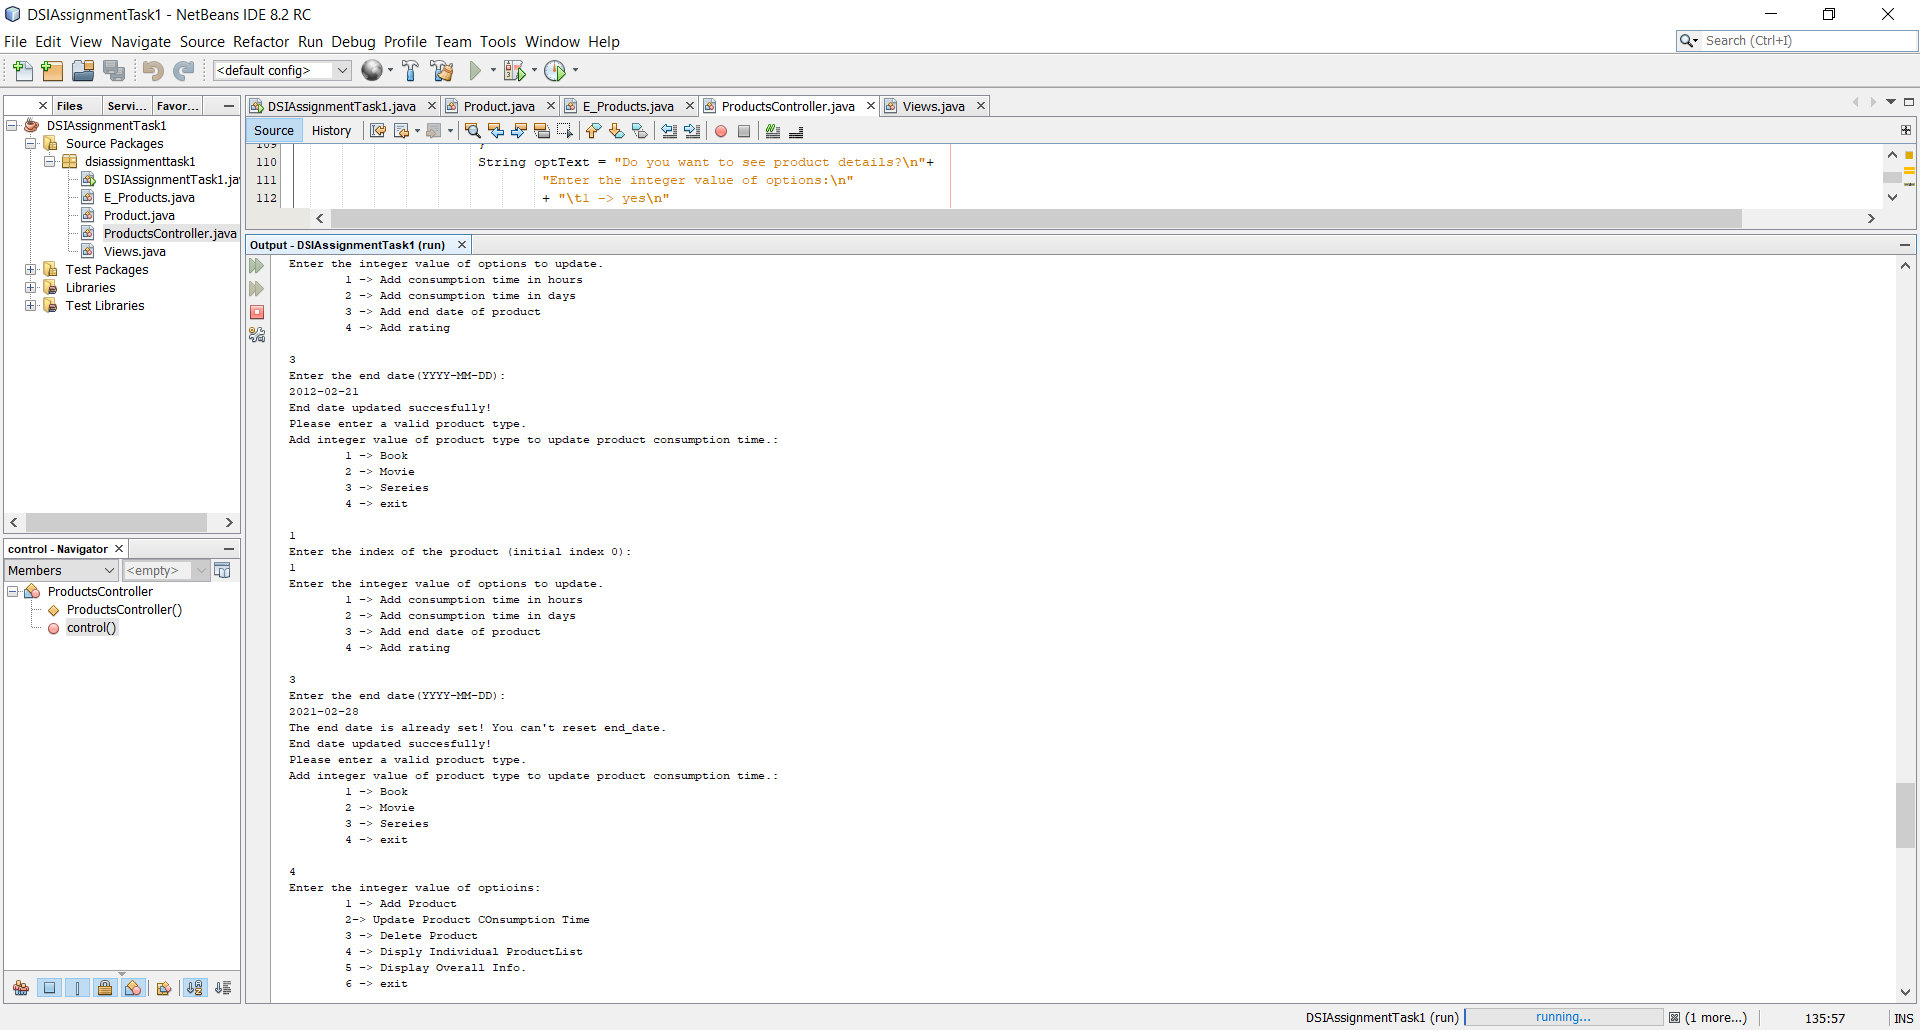 DSIAssignmentTask1 - NetBeans IDE 8.2 RC
File Edit View Navigate Source Refactor Run Debug Profile Team Tools Window Help
Search (Ctrl+I)
<default config>
Files Servi... Favor...
DSIAssignmentTask1
Source Packages
dsiassignmenttask1
DSIAssignmentTask1.ja
E_Products.java
Product.java
ProductsController.java
Views.java
Test Packages
Libraries
Test Libraries
control - Navigator
Members <empty>
ProductsController
ProductsController()
control()
DSIAssignmentTask1.java Product.java E_Products.java ProductsController.java Views.java
Source History
109 }
110 String optText = "Do you want to see product details?\n"+
111 "Enter the integer value of options:\n"
112 + "\t1 -> yes\n"
Output - DSIAssignmentTask1 (run)
Enter the integer value of options to update.
1 -> Add consumption time in hours
2 -> Add consumption time in days
3 -> Add end date of product
4 -> Add rating
3
Enter the end date(YYYY-MM-DD):
2012-02-21
End date updated succesfully!
Please enter a valid product type.
Add integer value of product type to update product consumption time.:
1 -> Book
2 -> Movie
3 -> Sereies
4 -> exit
1
Enter the index of the product (initial index 0):
1
Enter the integer value of options to update.
1 -> Add consumption time in hours
2 -> Add consumption time in days
3 -> Add end date of product
4 -> Add rating
3
Enter the end date(YYYY-MM-DD):
2021-02-28
The end date is already set! You can't reset end_date.
End date updated succesfully!
Please enter a valid product type.
Add integer value of product type to update product consumption time.:
1 -> Book
2 -> Movie
3 -> Sereies
4 -> exit
4
Enter the integer value of optioins:
1 -> Add Product
2-> Update Product COnsumption Time
3 -> Delete Product
4 -> Disply Individual ProductList
5 -> Display Overall Info.
6 -> exit
DSIAssignmentTask1 (run) running... (1 more...) 135:57 INS